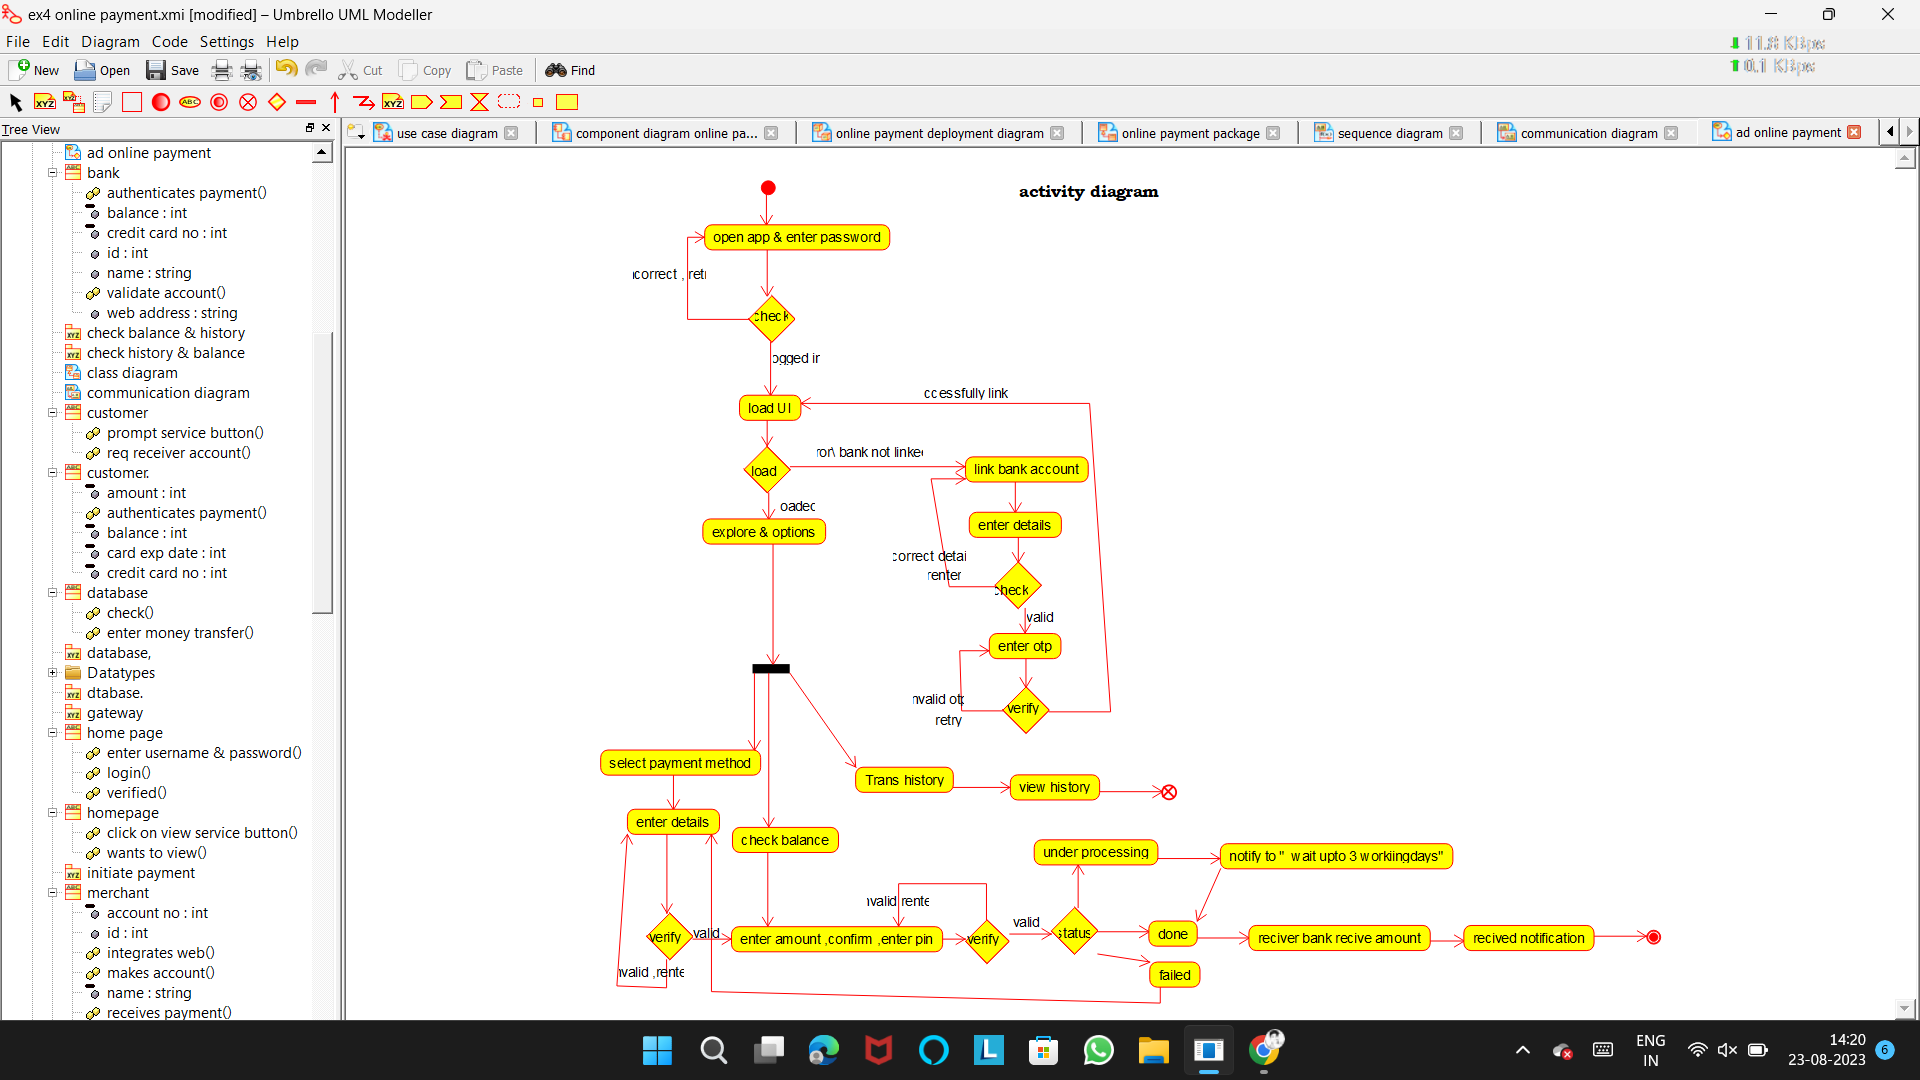 ex4 online payment.xmi [modified] – Umbrello UML Modeller
File Edit Diagram Code Settings Help
11.8 KBps
0.1 KBps
New Open Save Cut Copy Paste Find
Tree View
use case diagram
component diagram online pa...
online payment deployment diagram
online payment package
sequence diagram
communication diagram
ad online payment
ad online payment
bank
authenticates payment()
balance : int
credit card no : int
id : int
name : string
validate account()
web address : string
check balance & history
check history & balance
class diagram
communication diagram
customer
prompt service button()
req receiver account()
customer.
amount : int
authenticates payment()
balance : int
card exp date : int
credit card no : int
database
check()
enter money transfer()
database,
Datatypes
dtabase.
gateway
home page
enter username & password()
login()
verified()
homepage
click on view service button()
wants to view()
initiate payment
merchant
account no : int
id : int
integrates web()
makes account()
name : string
receives payment()
activity diagram
open app & enter password
correct , retr
check
ogged in
ccessfully link
load UI
ror\ bank not linked
load
link bank account
oaded
explore & options
enter details
correct detai
renter
check
valid
enter otp
nvalid otp
retry
verify
select payment method
Trans history
view history
enter details
check balance
under processing
notify to " wait upto 3 workiingdays"
nvalid rente
valid
verify
valid
enter amount ,confirm ,enter pin
verify
status
done
reciver bank recive amount
recived notification
nvalid ,rente
failed
ENG
IN
14:20
23-08-2023
6